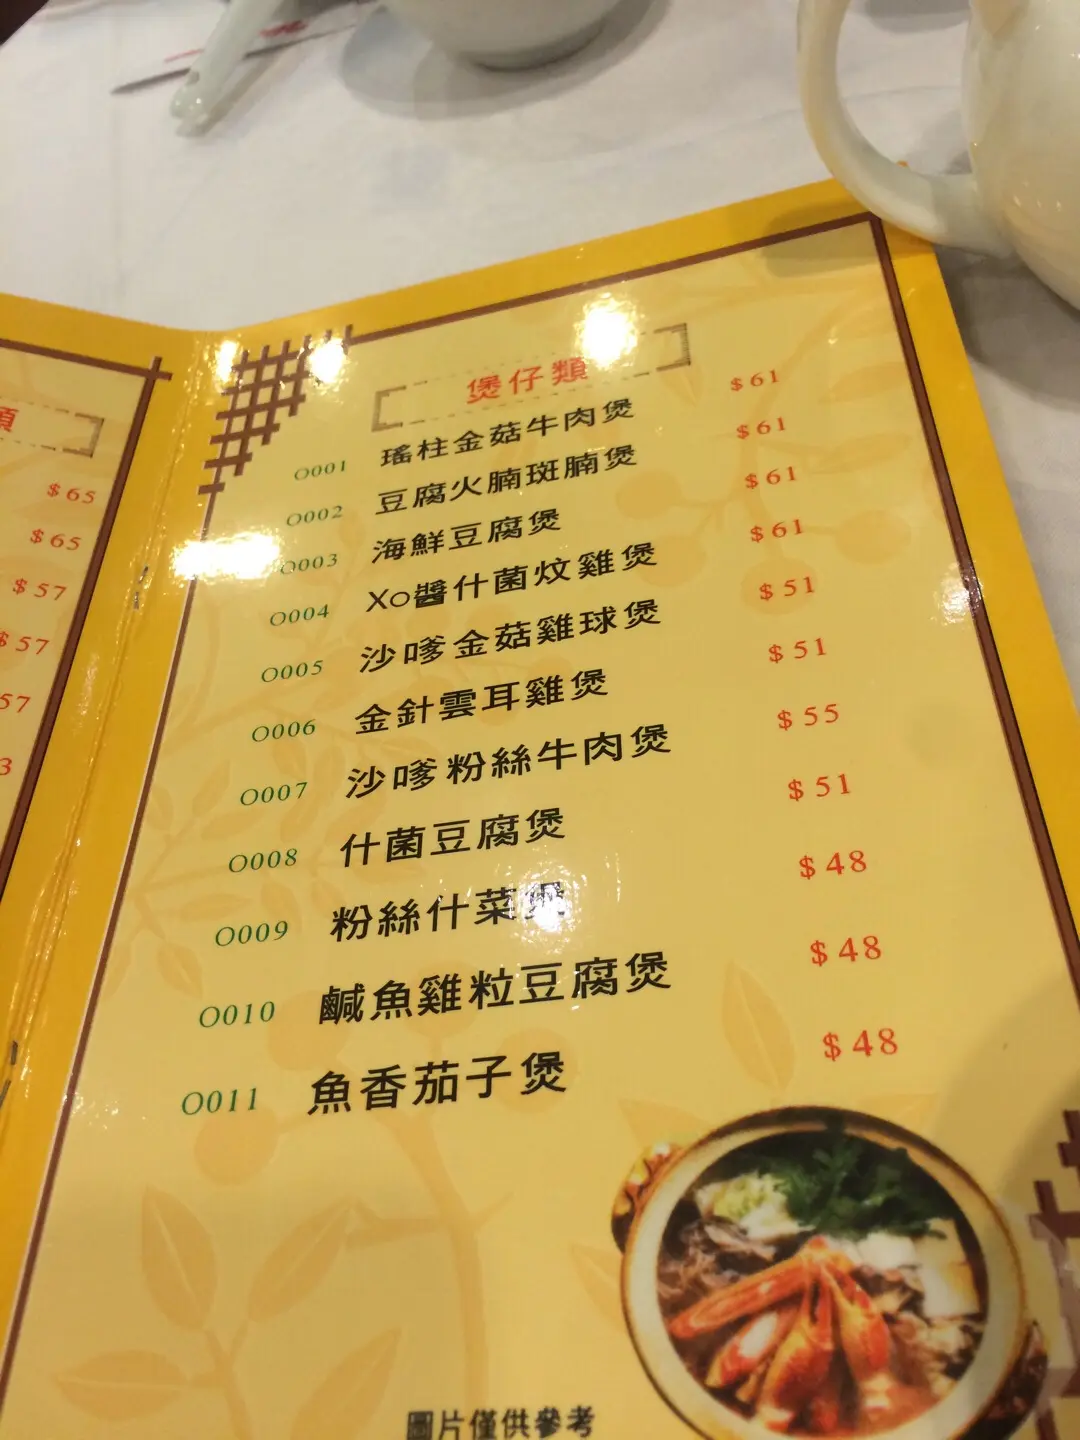 類
$65
$65
$57
$57
57
3
煲仔類
O001 瑤柱金菇牛肉煲 $61
O002 豆腐火腩斑腩煲 $61
O003 海鮮豆腐煲 $61
O004 XO醬什菌炆雞煲 $61
O005 沙嗲金菇雞球煲 $51
O006 金針雲耳雞煲 $51
O007 沙嗲粉絲牛肉煲 $55
O008 什菌豆腐煲 $51
O009 粉絲什菜煲 $48
O010 鹹魚雞粒豆腐煲 $48
O011 魚香茄子煲 $48
圖片僅供參考